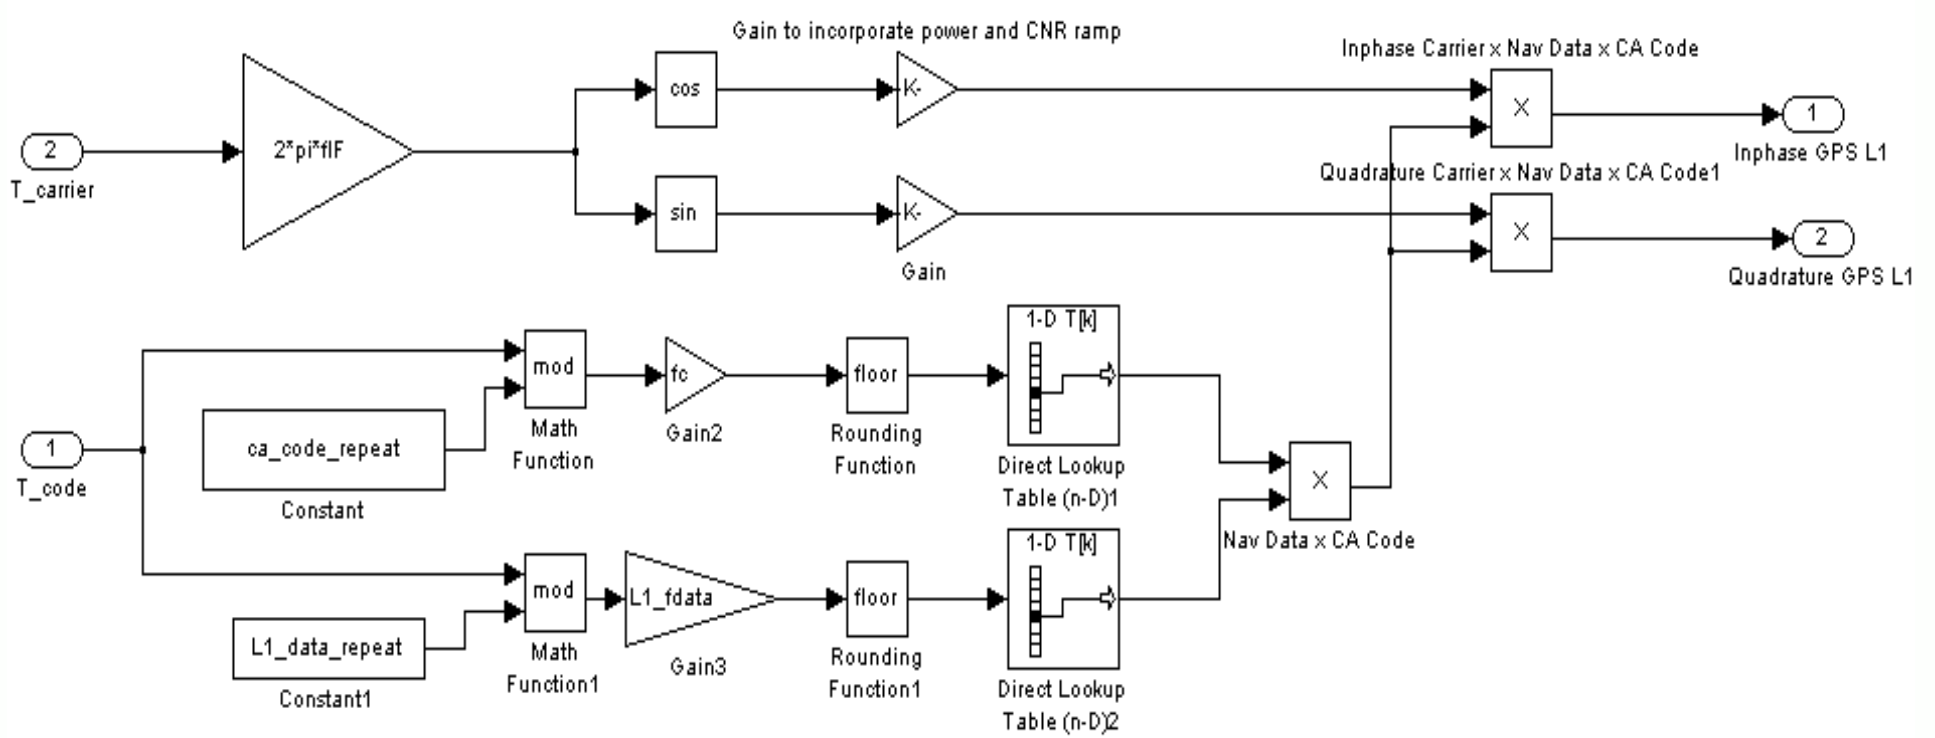 Gain to incorporate power and CNR ramp
Inphase Carrier x Nav Data x CA Code
cos
K-
X
1
Inphase GPS L1
2
T_carrier
2*pi*fIF
Quadrature Carrier x Nav Data x CA Code1
sin
K-
Gain
X
2
Quadrature GPS L1
1-D T[k]
mod
fc
floor
Math
Function
Gain2
Rounding
Function
Direct Lookup
Table (n-D)1
1
T_code
ca_code_repeat
Constant
X
Nav Data x CA Code
1-D T[k]
mod
L1_fdata
floor
L1_data_repeat
Constant1
Math
Function1
Gain3
Rounding
Function1
Direct Lookup
Table (n-D)2